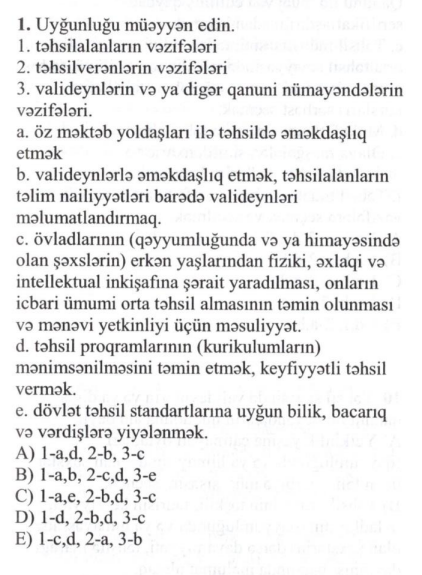 1. Uyğunluğu müəyyən edin.
1. təhsilalanların vəzifələri
2. təhsilverənlərin vəzifələri
3. valideynlərin və ya digər qanuni nümayəndələrin
vəzifələri.
a. öz məktəb yoldaşları ilə təhsildə əməkdaşlıq
etmək
b. valideynlərlə əməkdaşlıq etmək, təhsilalanların
təlim nailiyyətləri barədə valideynləri
məlumatlandırmaq.
c. övladlarının (qəyyumluğunda və ya himayəsində
olan şəxslərin) erkən yaşlarından fiziki, əxlaqi və
intellektual inkişafına şərait yaradılması, onların
icbari ümumi orta təhsil almasının təmin olunması
və mənəvi yetkinliyi üçün məsuliyyət.
d. təhsil proqramlarının (kurikulumların)
mənimsənilməsini təmin etmək, keyfiyyətli təhsil
vermək.
e. dövlət təhsil standartlarına uyğun bilik, bacarıq
və vərdişlərə yiyələnmək.
A) 1-a,d, 2-b, 3-c
B) 1-a,b, 2-c,d, 3-e
C) 1-a,e, 2-b,d, 3-c
D) 1-d, 2-a,b,d, 3-c
E) 1-c,d, 2-a, 3-b